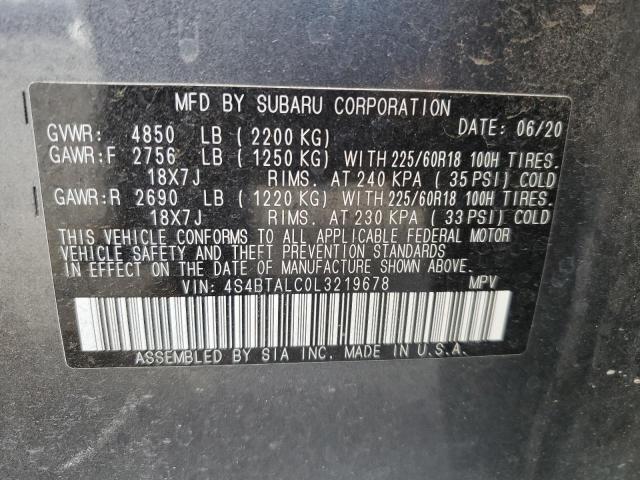 MFD BY SUBARU CORPORATION
GVWR: 4850 LB ( 2200 KG) DATE: 06/20
GAWR:F 2756 LB ( 1250 KG) WITH 225/60R18 100H TIRES.
18X7J RIMS. AT 240 KPA ( 35 PSI) COLD
GAWR:R 2690 LB ( 1220 KG) WITH 225/60R18 100H TIRES.
18X7J RIMS. AT 230 KPA ( 33 PSI) COLD
THIS VEHICLE CONFORMS TO ALL APPLICABLE FEDERAL MOTOR
VEHICLE SAFETY AND THEFT PREVENTION STANDARDS
IN EFFECT ON THE DATE OF MANUFACTURE SHOWN ABOVE.
VIN: 4S4BTALC0L3219678 MPV
ASSEMBLED BY SIA INC. MADE IN U.S.A.